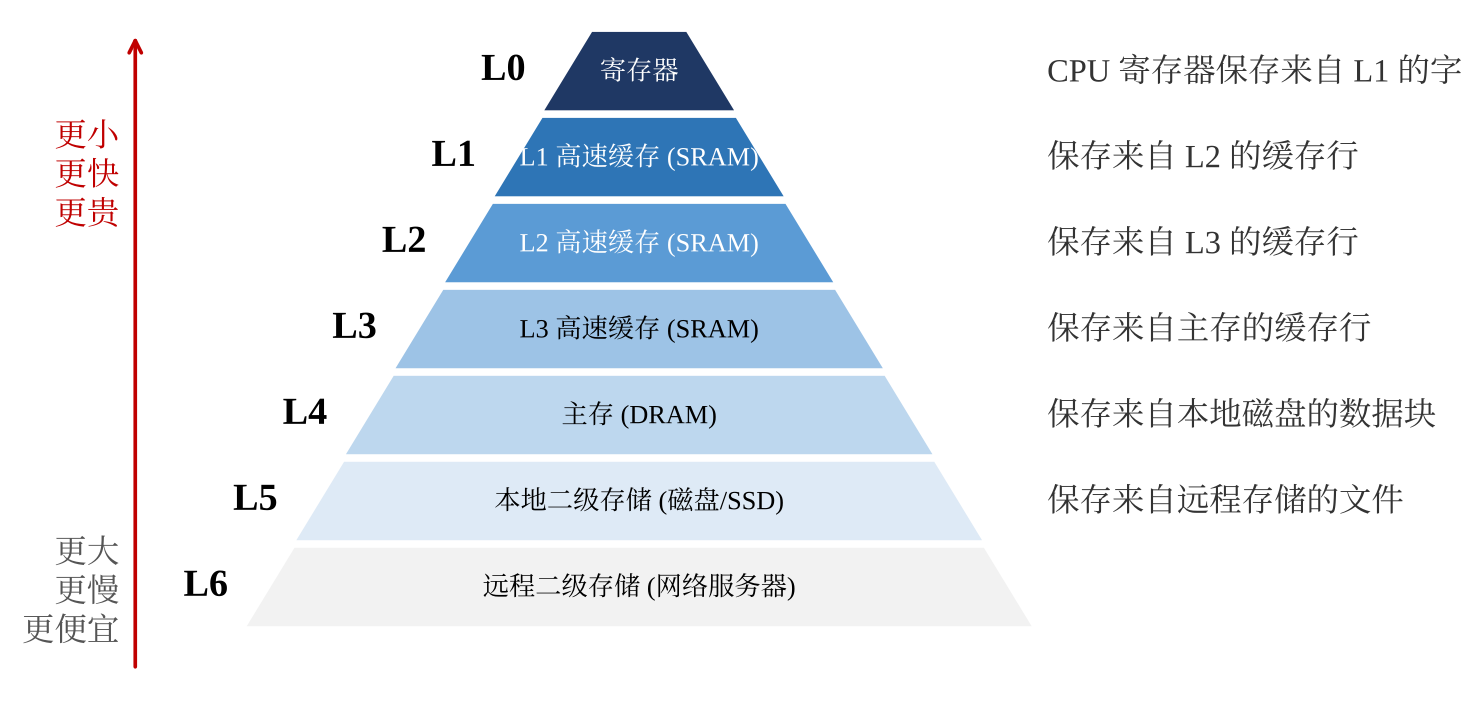 L0
寄存器
CPU 寄存器保存来自 L1 的字
更小
更快
更贵
L1
L1 高速缓存 (SRAM)
保存来自 L2 的缓存行
L2
L2 高速缓存 (SRAM)
保存来自 L3 的缓存行
L3
L3 高速缓存 (SRAM)
保存来自主存的缓存行
L4
主存 (DRAM)
保存来自本地磁盘的数据块
L5
本地二级存储 (磁盘/SSD)
保存来自远程存储的文件
更大
更慢
更便宜
L6
远程二级存储 (网络服务器)